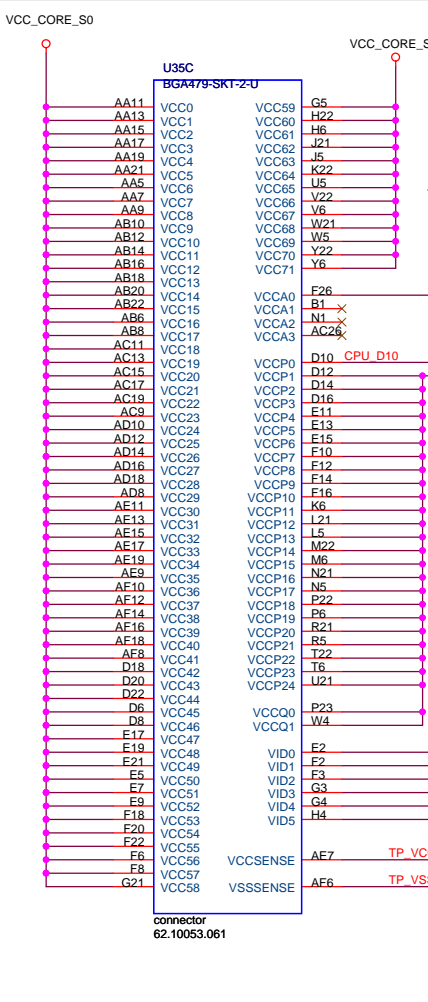 VCC_CORE_S0
VCC_CORE_S
U35C
BGA479-SKT-2-U
AA11 VCC0 VCC59 G5
AA13 VCC1 VCC60 H22
AA15 VCC2 VCC61 H6
AA17 VCC3 VCC62 J21
AA19 VCC4 VCC63 J5
AA21 VCC5 VCC64 K22
AA5 VCC6 VCC65 U5
AA7 VCC7 VCC66 V22
AA9 VCC8 VCC67 V6
AB10 VCC9 VCC68 W21
AB12 VCC10 VCC69 W5
AB14 VCC11 VCC70 Y22
AB16 VCC12 VCC71 Y6
AB18 VCC13
AB20 VCC14 VCCA0 F26
AB22 VCC15 VCCA1 B1
AB6 VCC16 VCCA2 N1
AB8 VCC17 VCCA3 AC26
AC11 VCC18
AC13 VCC19 VCCP0 D10 CPU_D10
AC15 VCC20 VCCP1 D12
AC17 VCC21 VCCP2 D14
AC19 VCC22 VCCP3 D16
AC9 VCC23 VCCP4 E11
AD10 VCC24 VCCP5 E13
AD12 VCC25 VCCP6 E15
AD14 VCC26 VCCP7 F10
AD16 VCC27 VCCP8 F12
AD18 VCC28 VCCP9 F14
AD8 VCC29 VCCP10 F16
AE11 VCC30 VCCP11 K6
AE13 VCC31 VCCP12 L21
AE15 VCC32 VCCP13 L5
AE17 VCC33 VCCP14 M22
AE19 VCC34 VCCP15 M6
AE9 VCC35 VCCP16 N21
AF10 VCC36 VCCP17 N5
AF12 VCC37 VCCP18 P22
AF14 VCC38 VCCP19 P6
AF16 VCC39 VCCP20 R21
AF18 VCC40 VCCP21 R5
AF8 VCC41 VCCP22 T22
D18 VCC42 VCCP23 T6
D20 VCC43 VCCP24 U21
D22 VCC44
D6 VCC45 VCCQ0 P23
D8 VCC46 VCCQ1 W4
E17 VCC47
E19 VCC48 VID0 E2
E21 VCC49 VID1 F2
E5 VCC50 VID2 F3
E7 VCC51 VID3 G3
E9 VCC52 VID4 G4
F18 VCC53 VID5 H4
F20 VCC54
F22 VCC55
F6 VCC56 VCCSENSE AE7 TP_VC
F8 VCC57
G21 VCC58 VSSSENSE AF6 TP_VS
connector
62.10053.061